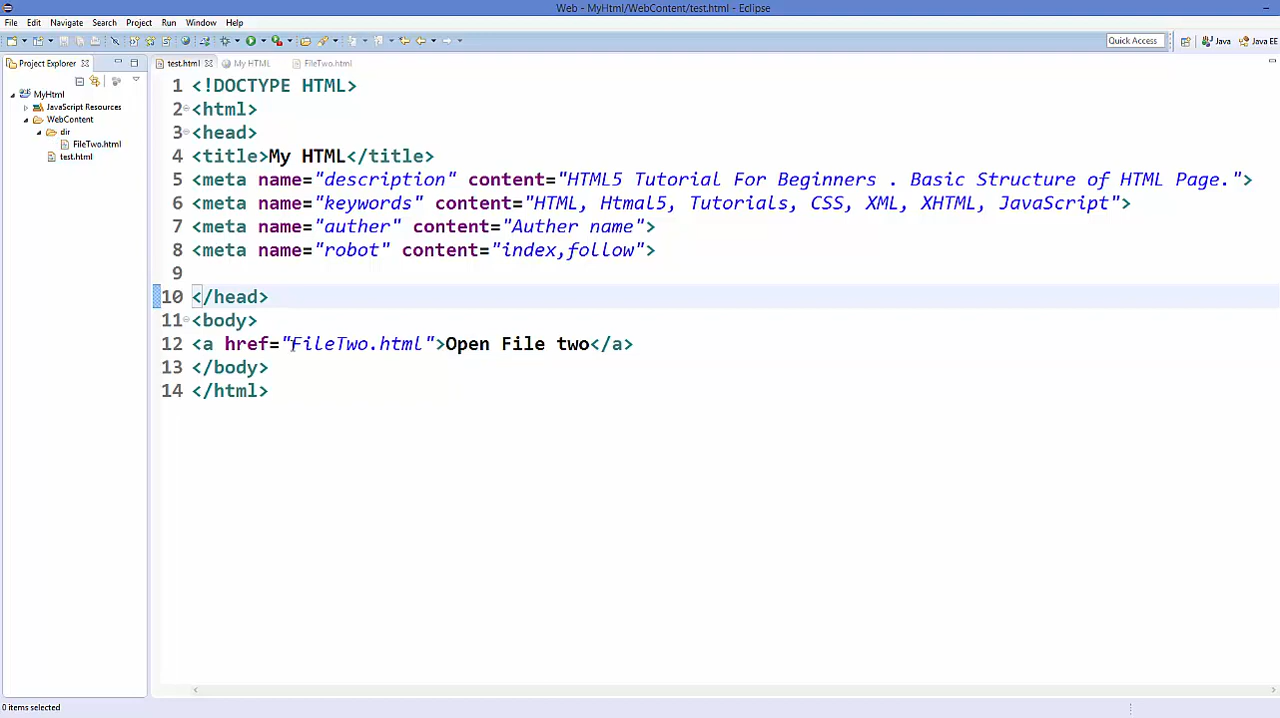 Web - MyHtml/WebContent/test.html - Eclipse
File Edit Navigate Search Project Run Window Help
Quick Access Java Java EE
Project Explorer test.html My HTML FileTwo.html
MyHtml
JavaScript Resources
WebContent
dir
FileTwo.html
test.html
1 <!DOCTYPE HTML>
2 <html>
3 <head>
4 <title>My HTML</title>
5 <meta name="description" content="HTML5 Tutorial For Beginners . Basic Structure of HTML Page.">
6 <meta name="keywords" content="HTML, Htmal5, Tutorials, CSS, XML, XHTML, JavaScript">
7 <meta name="auther" content="Auther name">
8 <meta name="robot" content="index,follow">
9
10 </head>
11 <body>
12 <a href="FileTwo.html">Open File two</a>
13 </body>
14 </html>
0 items selected